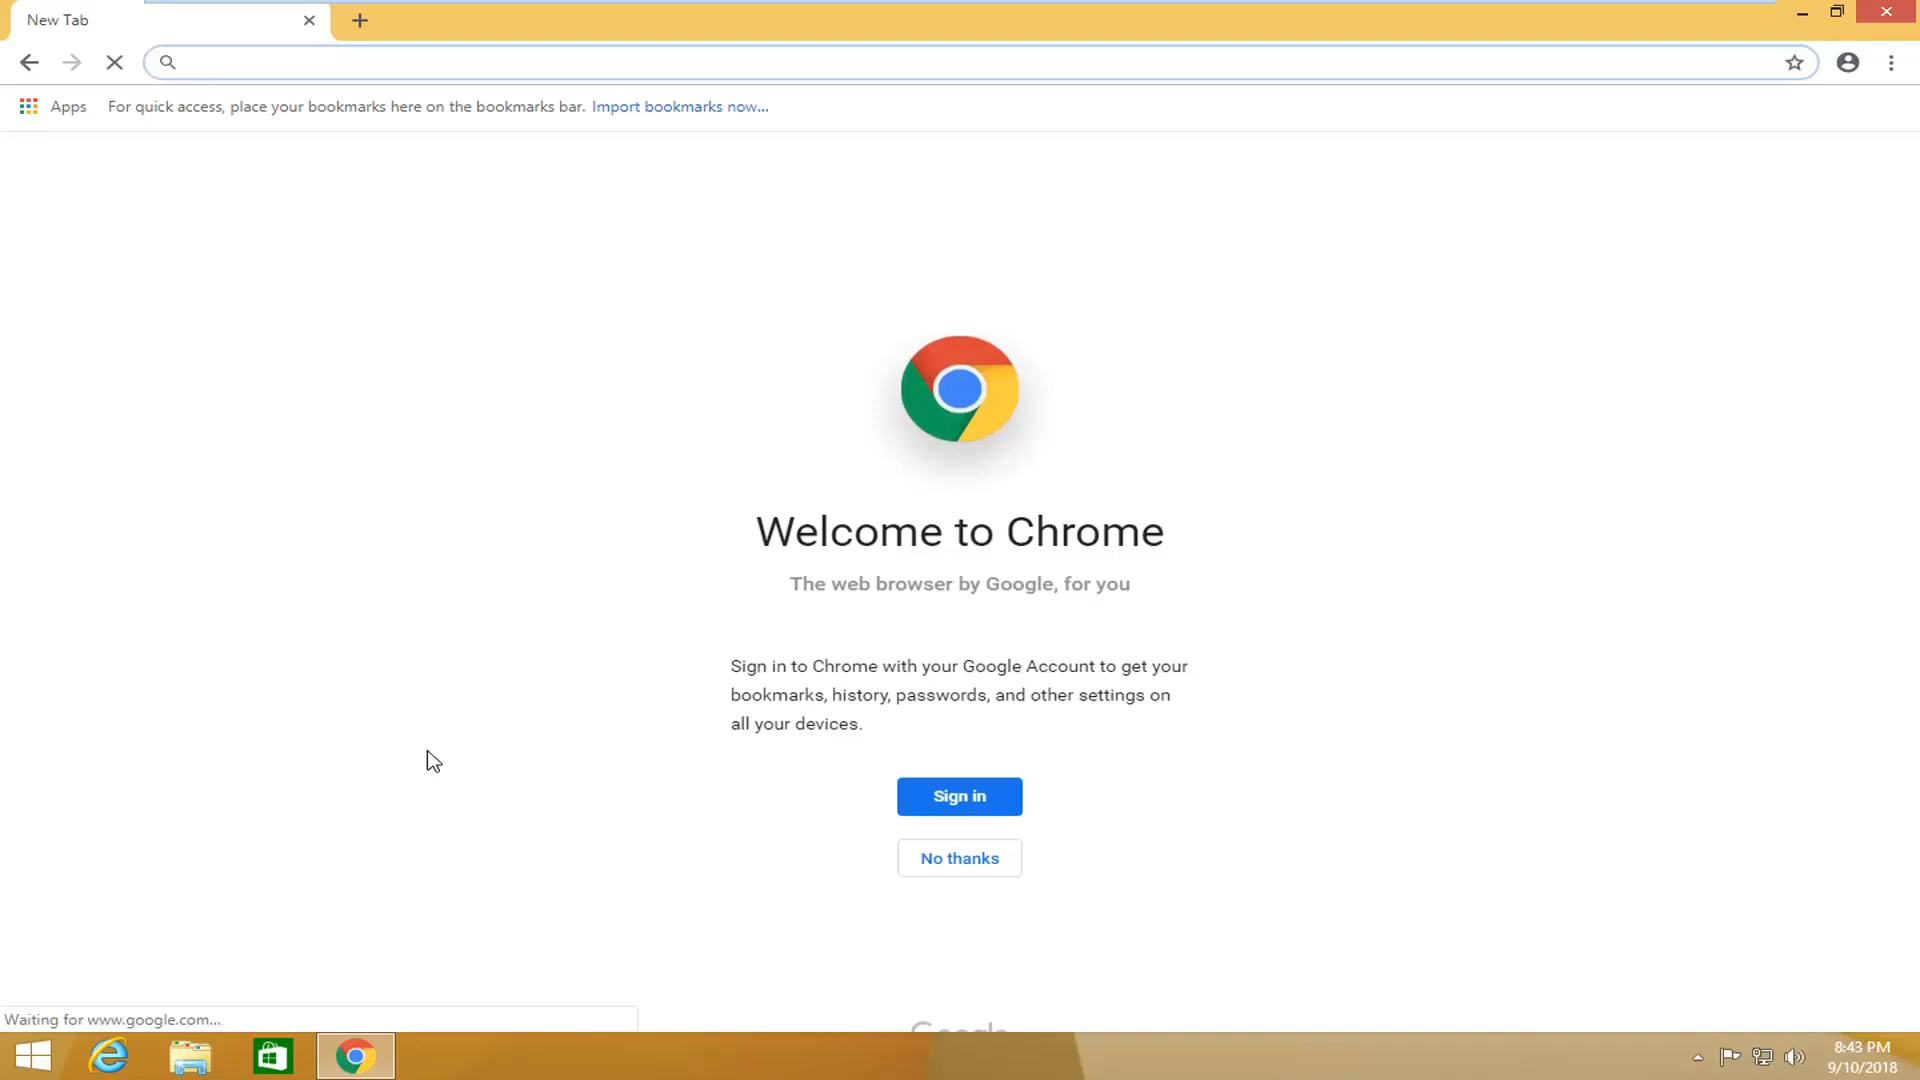 New Tab
Apps For quick access, place your bookmarks here on the bookmarks bar. Import bookmarks now...
Welcome to Chrome
The web browser by Google, for you
Sign in to Chrome with your Google Account to get your
bookmarks, history, passwords, and other settings on
all your devices.
Sign in
No thanks
Waiting for www.google.com...
Google
8:43 PM
9/10/2018